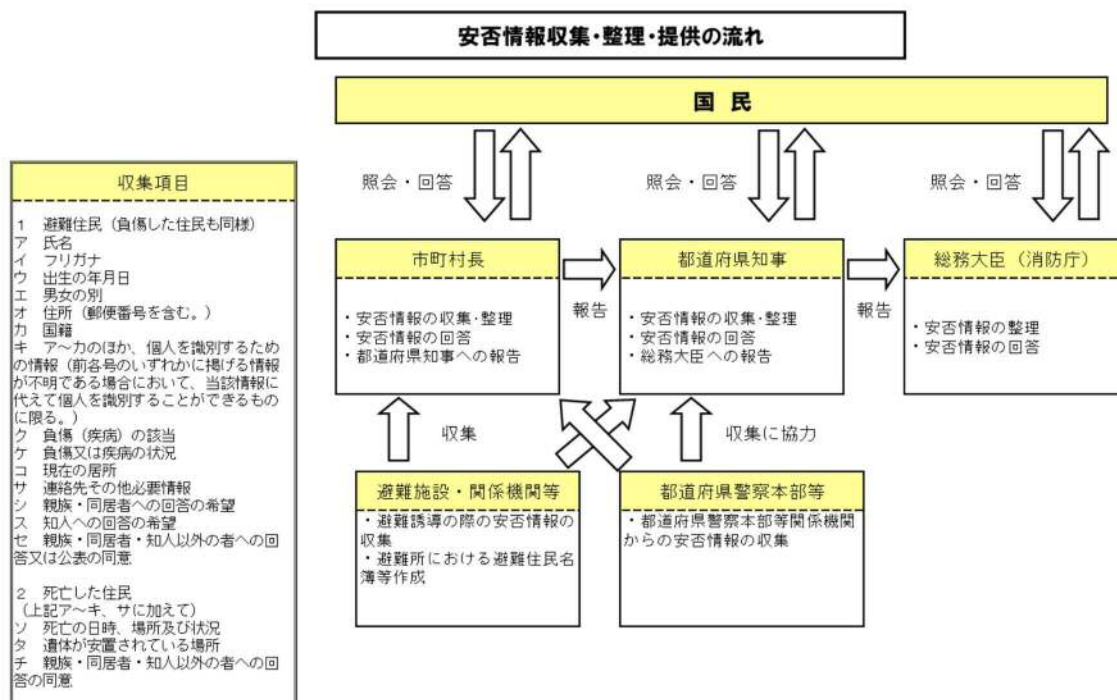 安否情報収集・整理・提供の流れ
国 民
照会・回答
照会・回答
照会・回答
収集項目
1 避難住民（負傷した住民も同様）
ア 氏名
イ フリガナ
ウ 出生の年月日
エ 男女の別
オ 住所（郵便番号を含む。）
カ 国籍
キ ア～カのほか、個人を識別するため
の情報（前各号のいずれかに掲げる情報
が不明である場合において、当該情報に
代えて個人を識別することができるもの
に限る。）
ク 負傷（疾病）の該当
ケ 負傷又は疾病の状況
コ 現在の居所
サ 連絡先その他必要情報
シ 親族・同居者への回答の希望
ス 知人への回答の希望
セ 親族・同居者・知人以外の者への回
答又は公表の同意
2 死亡した住民
（上記ア～キ、サに加えて）
ソ 死亡の日時、場所及び状況
タ 遺体が安置されている場所
チ 親族・同居者・知人以外の者への回
答の同意
市町村長
・安否情報の収集・整理
・安否情報の回答
・都道府県知事への報告
報告
都道府県知事
・安否情報の収集・整理
・安否情報の回答
・総務大臣への報告
報告
総務大臣（消防庁）
・安否情報の整理
・安否情報の回答
収集
収集に協力
避難施設・関係機関等
・避難誘導の際の安否情報の
収集
・避難所における避難住民名
簿等作成
都道府県警察本部等
・都道府県警察本部等関係機関
からの安否情報の収集